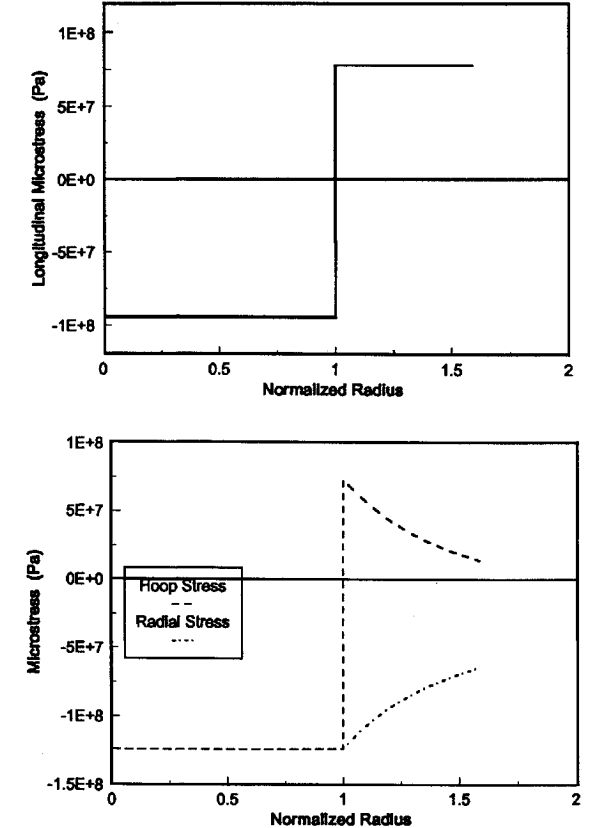 1E+8
5E+7
0E+0
-5E+7
-1E+8
Longitudinal Microstress (Pa)
0 0.5 1 1.5 2
Normalized Radius
1E+8
5E+7
0E+0
-5E+7
-1E+8
-1.5E+8
Microstress (Pa)
Hoop Stress
Radial Stress
0 0.5 1 1.5 2
Normalized Radius